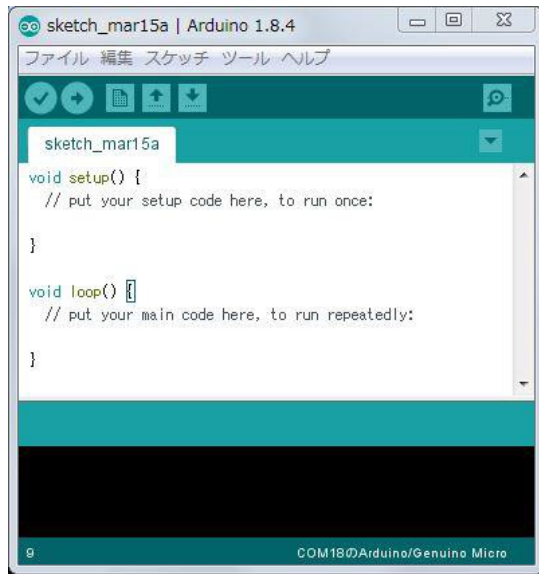 sketch_mar15a | Arduino 1.8.4
ファイル 編集 スケッチ ツール ヘルプ
sketch_mar15a
void setup() {
  // put your setup code here, to run once:
}
void loop() {
  // put your main code here, to run repeatedly:
}
9
COM18のArduino/Genuino Micro